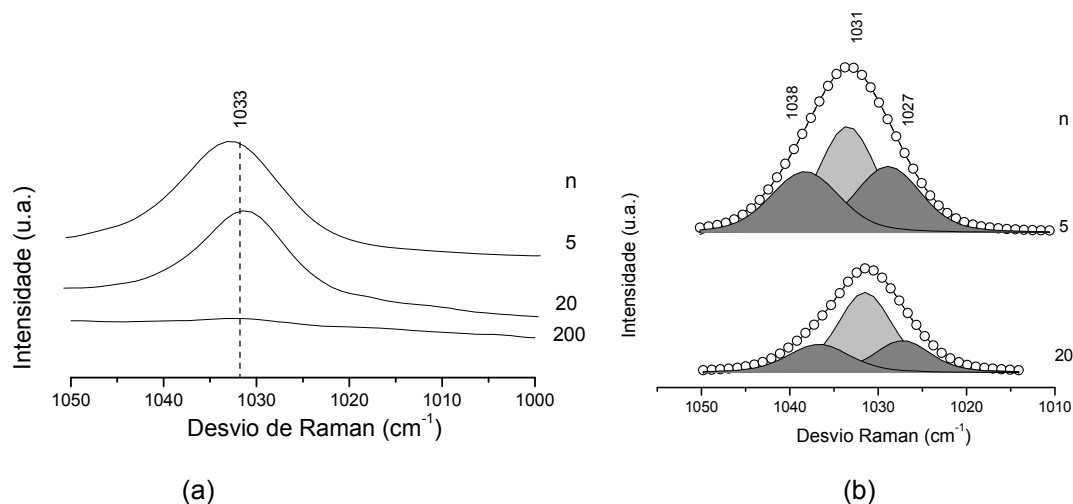 1033
n
5
20
200
Intensidade (u.a.)
1050 1040 1030 1020 1010 1000
Desvio de Raman (cm⁻¹)
(a)
1031
1038
1027
n
5
20
Intensidade (u.a.)
1050 1040 1030 1020 1010
Desvio Raman (cm⁻¹)
(b)